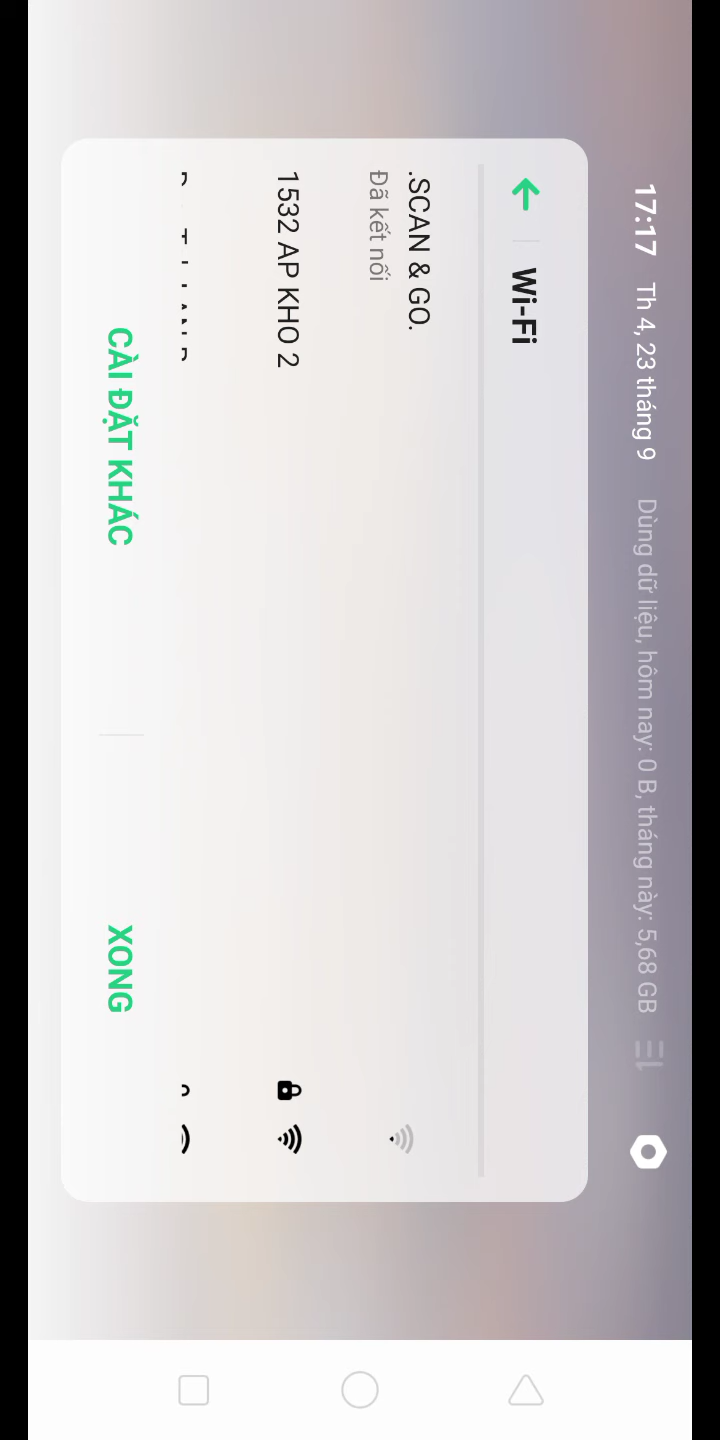 17:17 Th 4, 23 tháng 9 Dùng dữ liệu, hôm nay: 0 B, tháng này: 5,68 GB
Wi-Fi
.SCAN & GO.
Đã kết nối
1532 AP KHO 2
CÀI ĐẶT KHÁC XONG